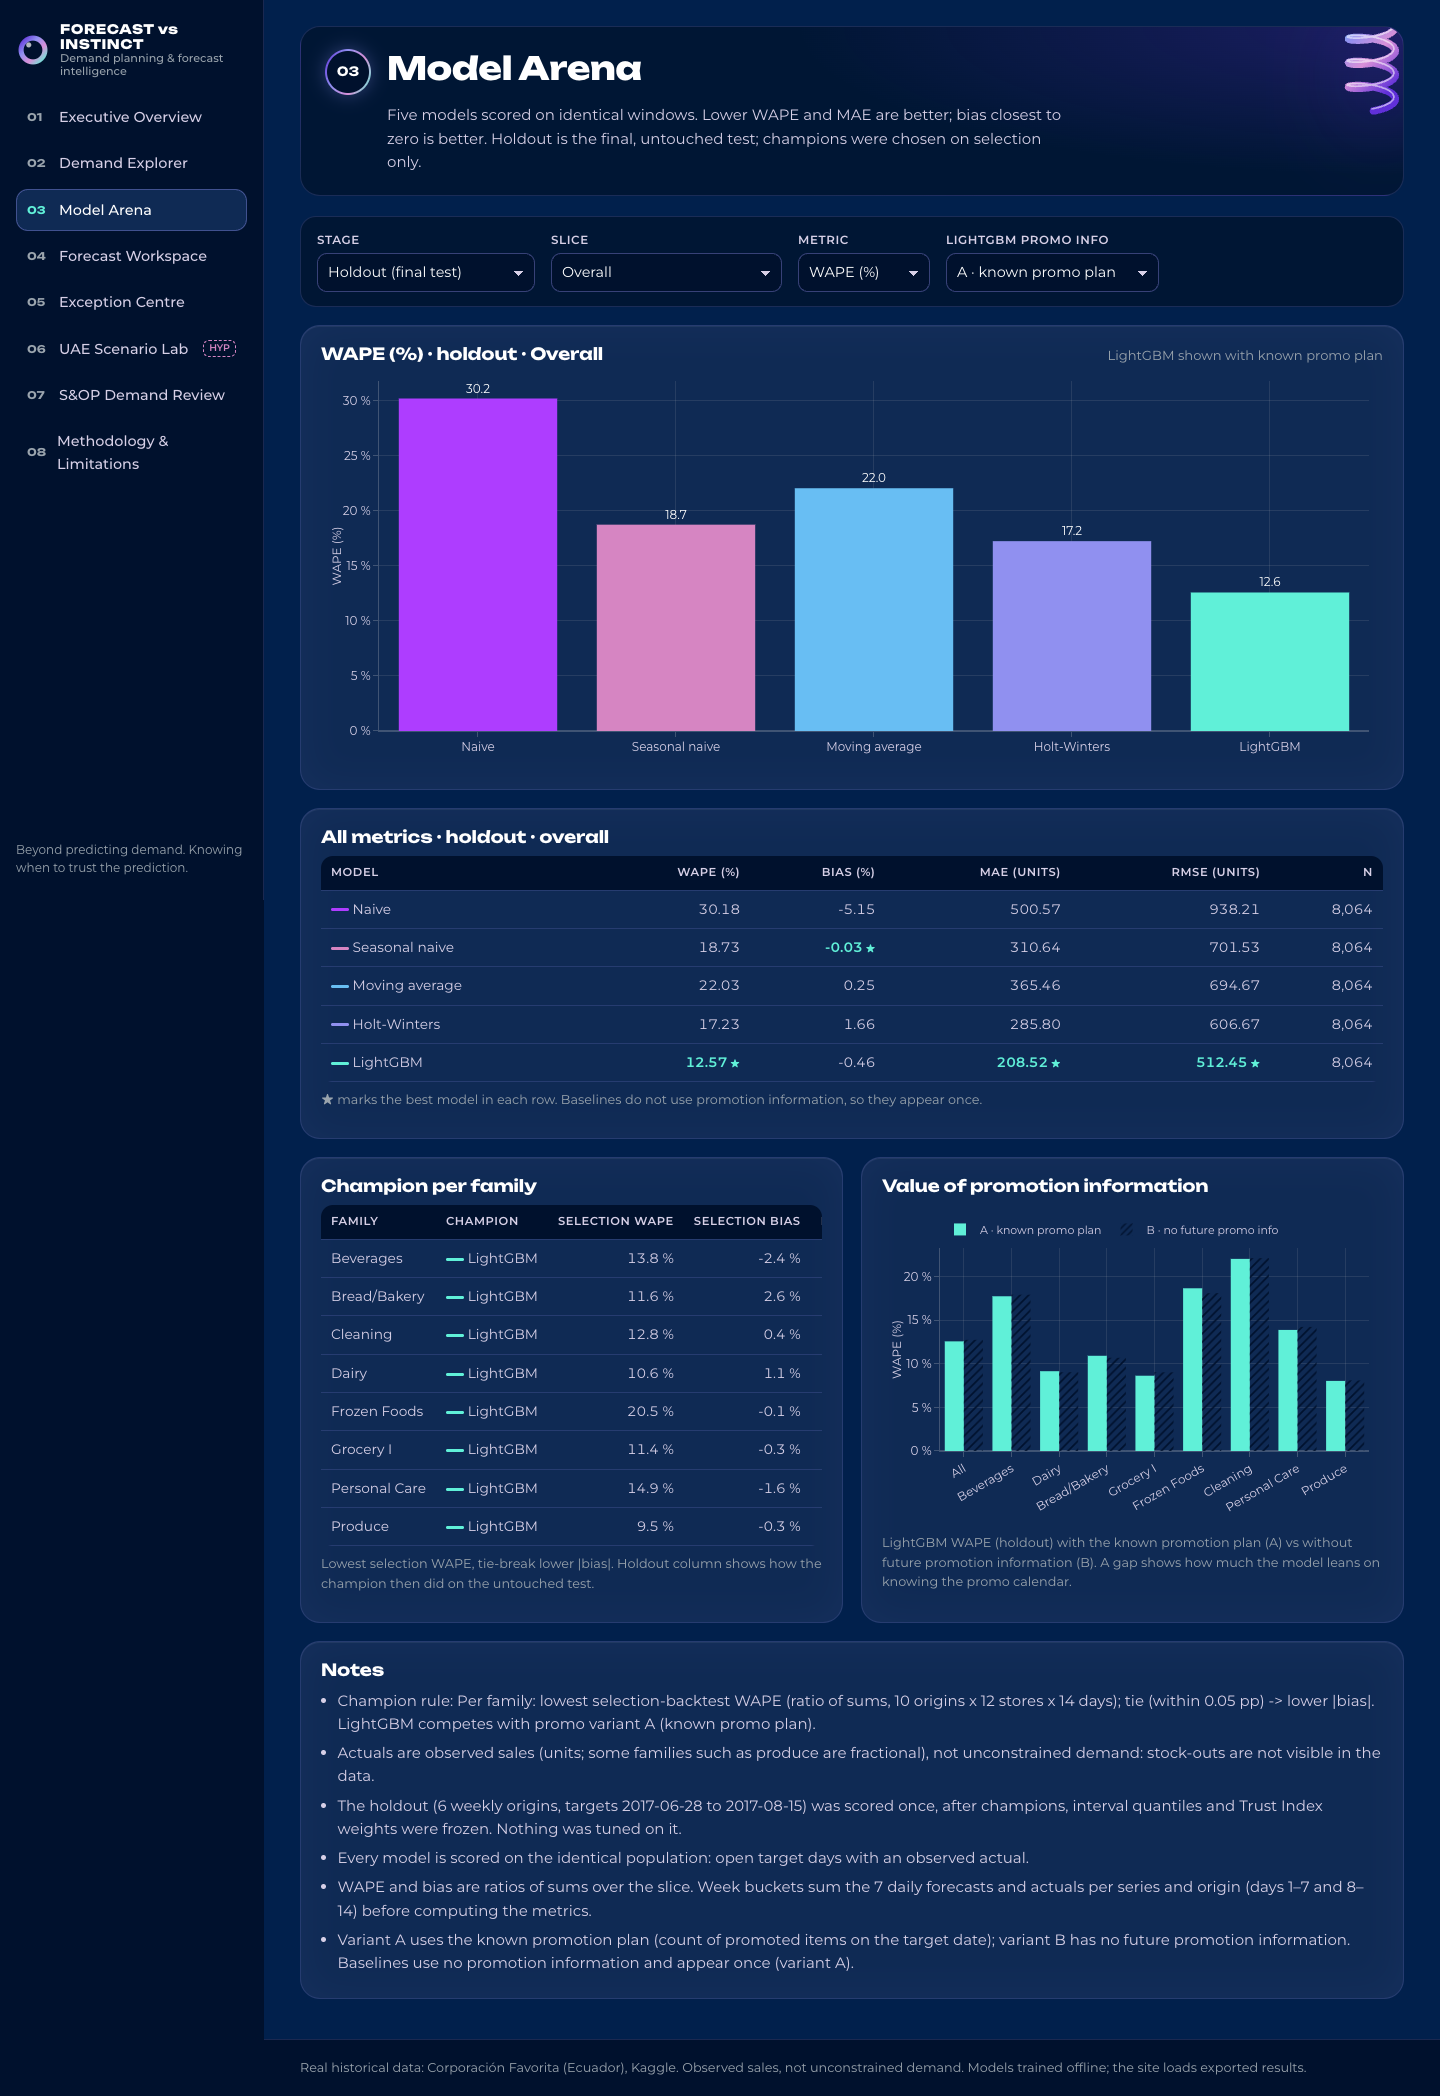 FORECAST vs
INSTINCT
Demand planning & forecast
intelligence
01 Executive Overview
02 Demand Explorer
03 Model Arena
04 Forecast Workspace
05 Exception Centre
06 UAE Scenario Lab HYP
07 S&OP Demand Review
08 Methodology &
Limitations
Beyond predicting demand. Knowing
when to trust the prediction.
03 Model Arena
Five models scored on identical windows. Lower WAPE and MAE are better; bias closest to
zero is better. Holdout is the final, untouched test; champions were chosen on selection
only.
STAGE SLICE METRIC LIGHTGBM PROMO INFO
Holdout (final test) Overall WAPE (%) A · known promo plan
WAPE (%) · holdout · Overall
LightGBM shown with known promo plan
WAPE (%)
30 %
25 %
20 %
15 %
10 %
5 %
0 %
30.2
18.7
22.0
17.2
12.6
Naive Seasonal naive Moving average Holt-Winters LightGBM
All metrics · holdout · overall
MODEL WAPE (%) BIAS (%) MAE (UNITS) RMSE (UNITS) N
Naive 30.18 -5.15 500.57 938.21 8,064
Seasonal naive 18.73 -0.03 ★ 310.64 701.53 8,064
Moving average 22.03 0.25 365.46 694.67 8,064
Holt-Winters 17.23 1.66 285.80 606.67 8,064
LightGBM 12.57 ★ -0.46 208.52 ★ 512.45 ★ 8,064
★ marks the best model in each row. Baselines do not use promotion information, so they appear once.
Champion per family
FAMILY CHAMPION SELECTION WAPE SELECTION BIAS
Beverages LightGBM 13.8 % -2.4 %
Bread/Bakery LightGBM 11.6 % 2.6 %
Cleaning LightGBM 12.8 % 0.4 %
Dairy LightGBM 10.6 % 1.1 %
Frozen Foods LightGBM 20.5 % -0.1 %
Grocery I LightGBM 11.4 % -0.3 %
Personal Care LightGBM 14.9 % -1.6 %
Produce LightGBM 9.5 % -0.3 %
Lowest selection WAPE, tie-break lower |bias|. Holdout column shows how the
champion then did on the untouched test.
Value of promotion information
A · known promo plan B · no future promo info
WAPE (%)
20 %
15 %
10 %
5 %
0 %
All Beverages Dairy Bread/Bakery Grocery I Frozen Foods Cleaning Personal Care Produce
LightGBM WAPE (holdout) with the known promotion plan (A) vs without
future promotion information (B). A gap shows how much the model leans on
knowing the promo calendar.
Notes
• Champion rule: Per family: lowest selection-backtest WAPE (ratio of sums, 10 origins x 12 stores x 14 days); tie (within 0.05 pp) -> lower |bias|.
LightGBM competes with promo variant A (known promo plan).
• Actuals are observed sales (units; some families such as produce are fractional), not unconstrained demand: stock-outs are not visible in the
data.
• The holdout (6 weekly origins, targets 2017-06-28 to 2017-08-15) was scored once, after champions, interval quantiles and Trust Index
weights were frozen. Nothing was tuned on it.
• Every model is scored on the identical population: open target days with an observed actual.
• WAPE and bias are ratios of sums over the slice. Week buckets sum the 7 daily forecasts and actuals per series and origin (days 1–7 and 8–
14) before computing the metrics.
• Variant A uses the known promotion plan (count of promoted items on the target date); variant B has no future promotion information.
Baselines use no promotion information and appear once (variant A).
Real historical data: Corporación Favorita (Ecuador), Kaggle. Observed sales, not unconstrained demand. Models trained offline; the site loads exported results.